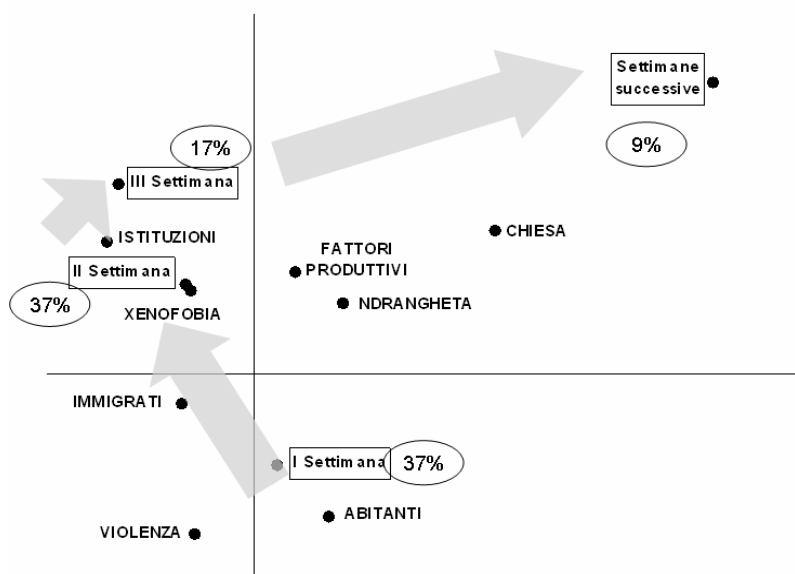 Settimane
successive
17%
9%
III Settimana
ISTITUZIONI
CHIESA
FATTORI
PRODUTTIVI
II Settimana
37%
XENOFOBIA
NDRANGHETA
IMMIGRATI
I Settimana
37%
ABITANTI
VIOLENZA